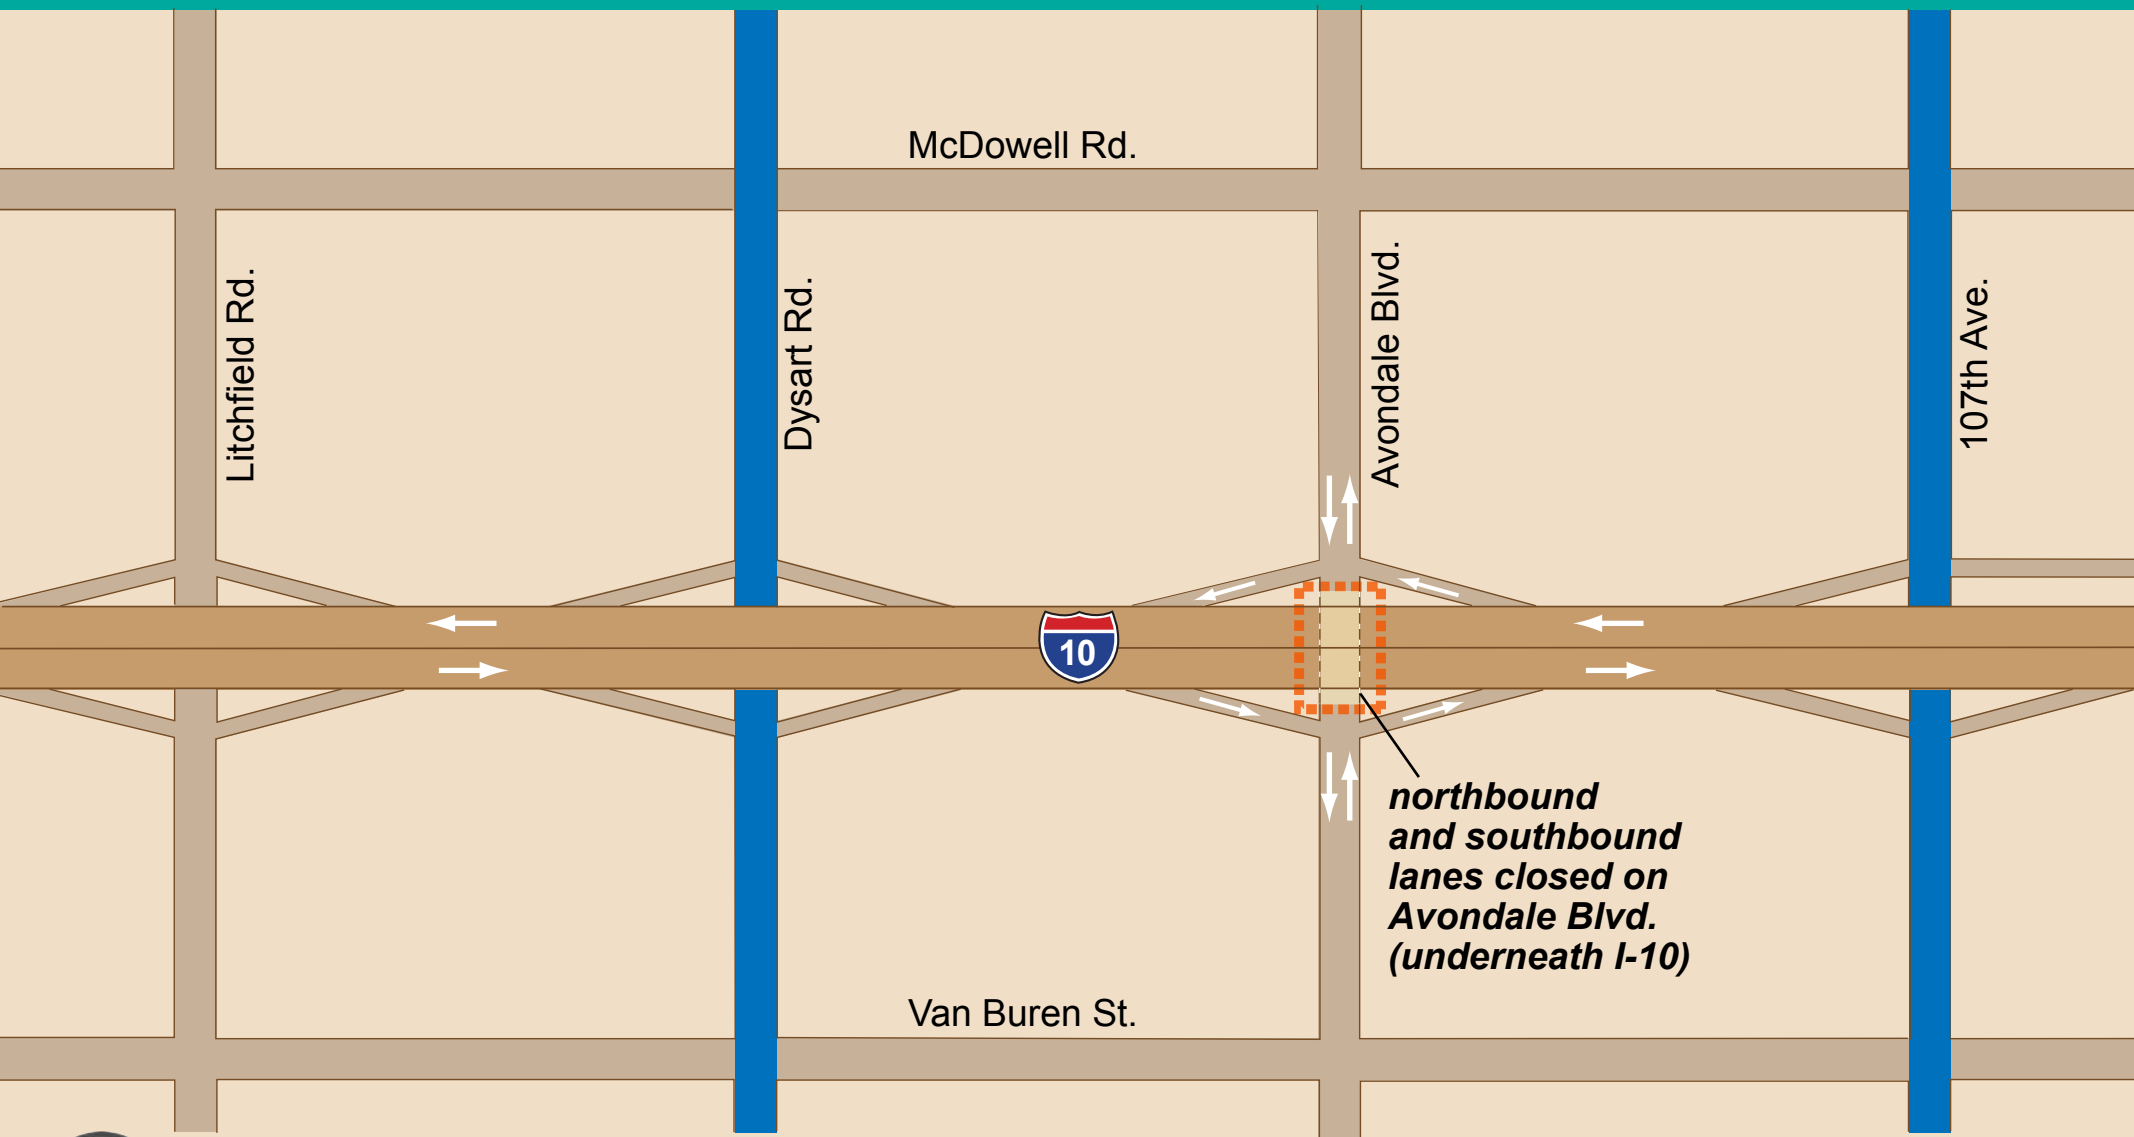 McDowell Rd.
Litchfield Rd.
Dysart Rd.
Avondale Blvd.
107th Ave.
10
northbound
and southbound
lanes closed on
Avondale Blvd.
(underneath I-10)
Van Buren St.